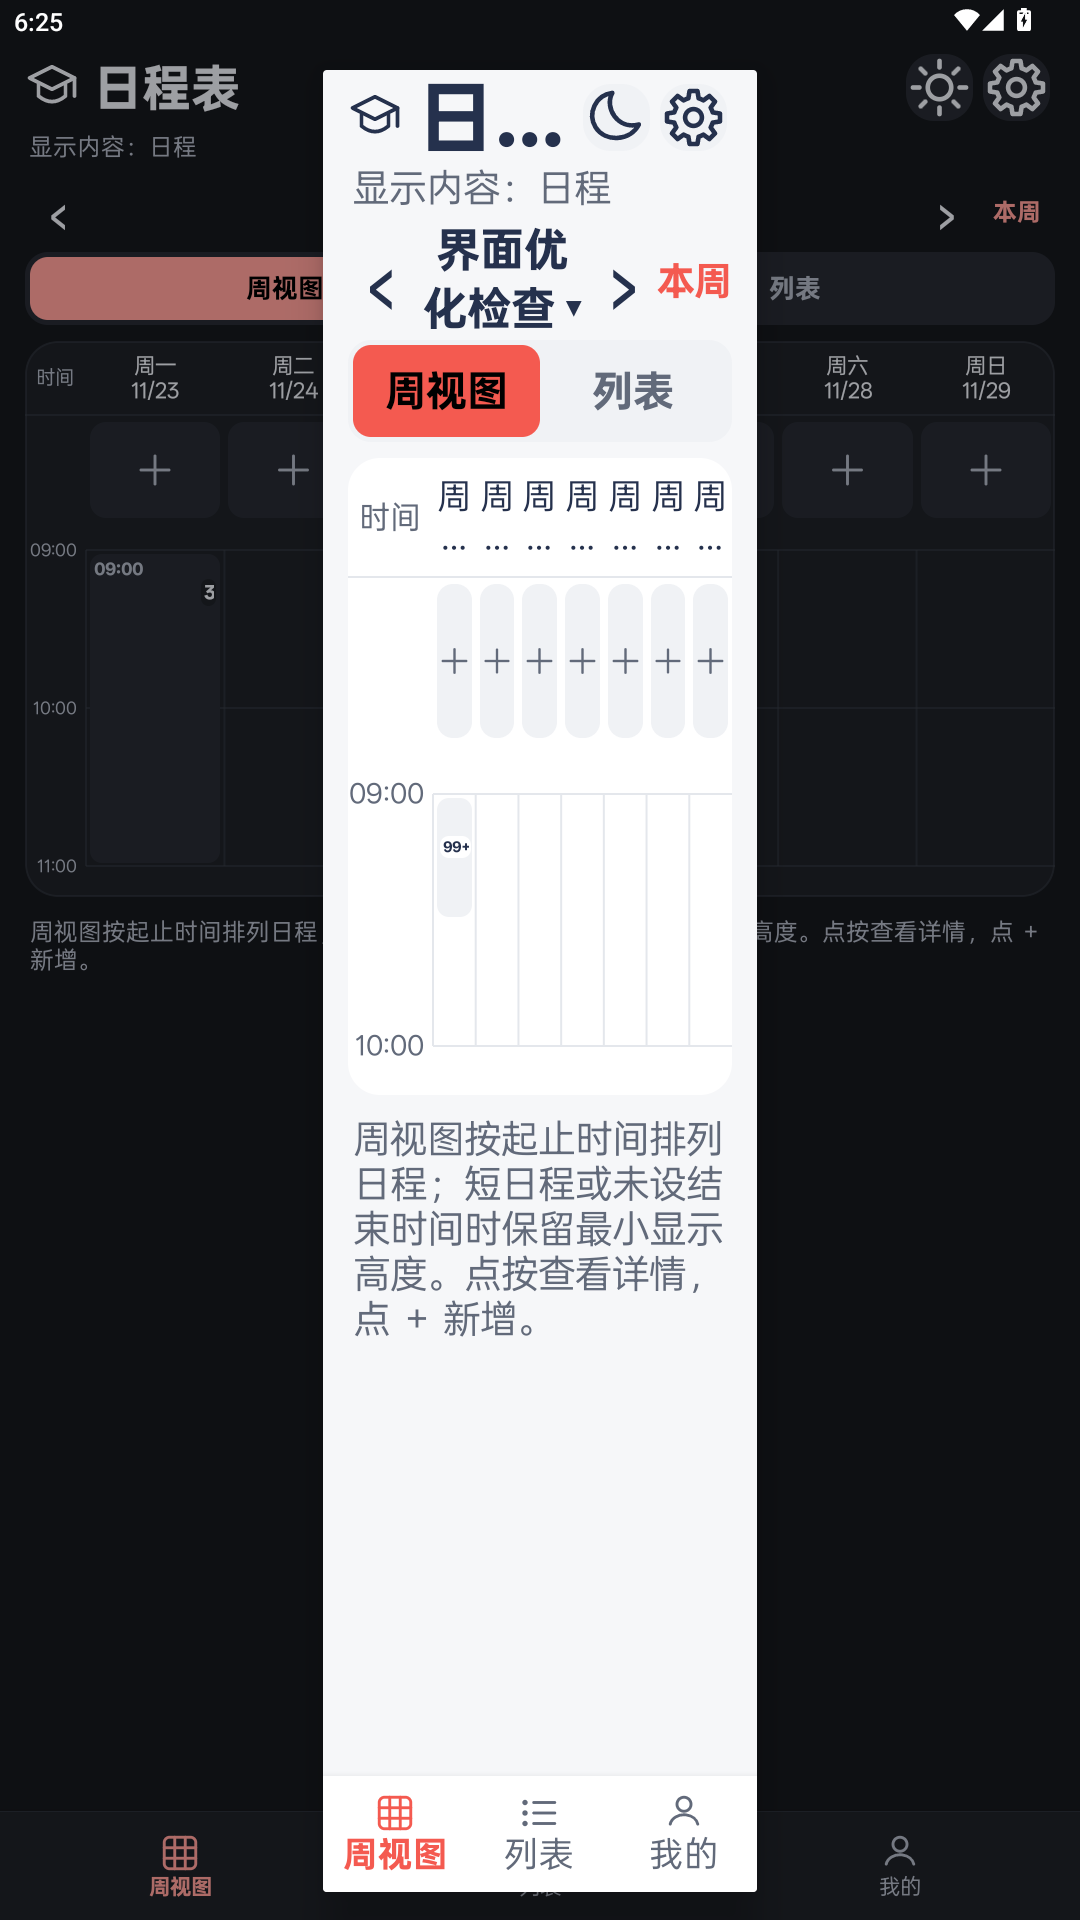 6:25
日程表
显示内容：日程
本周
周视图
列表
时间
周一
11/23
周二
11/24
周六
11/28
周日
11/29
09:00
09:00
3
10:00
11:00
周视图按起止时间排列日程
高度。点按查看详情，点 +
新增。
周视图
我的
日...
显示内容：日程
界面优
化检查 ▾
本周
周视图
列表
时间
周... 周... 周... 周... 周... 周... 周...
09:00
99+
10:00
周视图按起止时间排列
日程；短日程或未设结
束时间时保留最小显示
高度。点按查看详情，
点 + 新增。
周视图
列表
我的